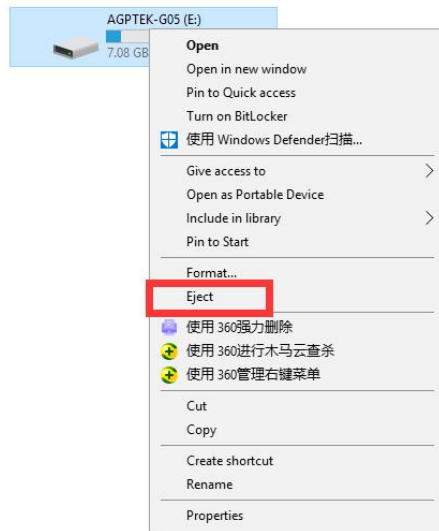 AGPTEK-G05 (E:)
7.08 GB
Open
Open in new window
Pin to Quick access
Turn on BitLocker
使用 Windows Defender扫描...
Give access to
Open as Portable Device
Include in library
Pin to Start
Format...
Eject
使用 360强力删除
使用 360进行木马云查杀
使用 360管理右键菜单
Cut
Copy
Create shortcut
Rename
Properties